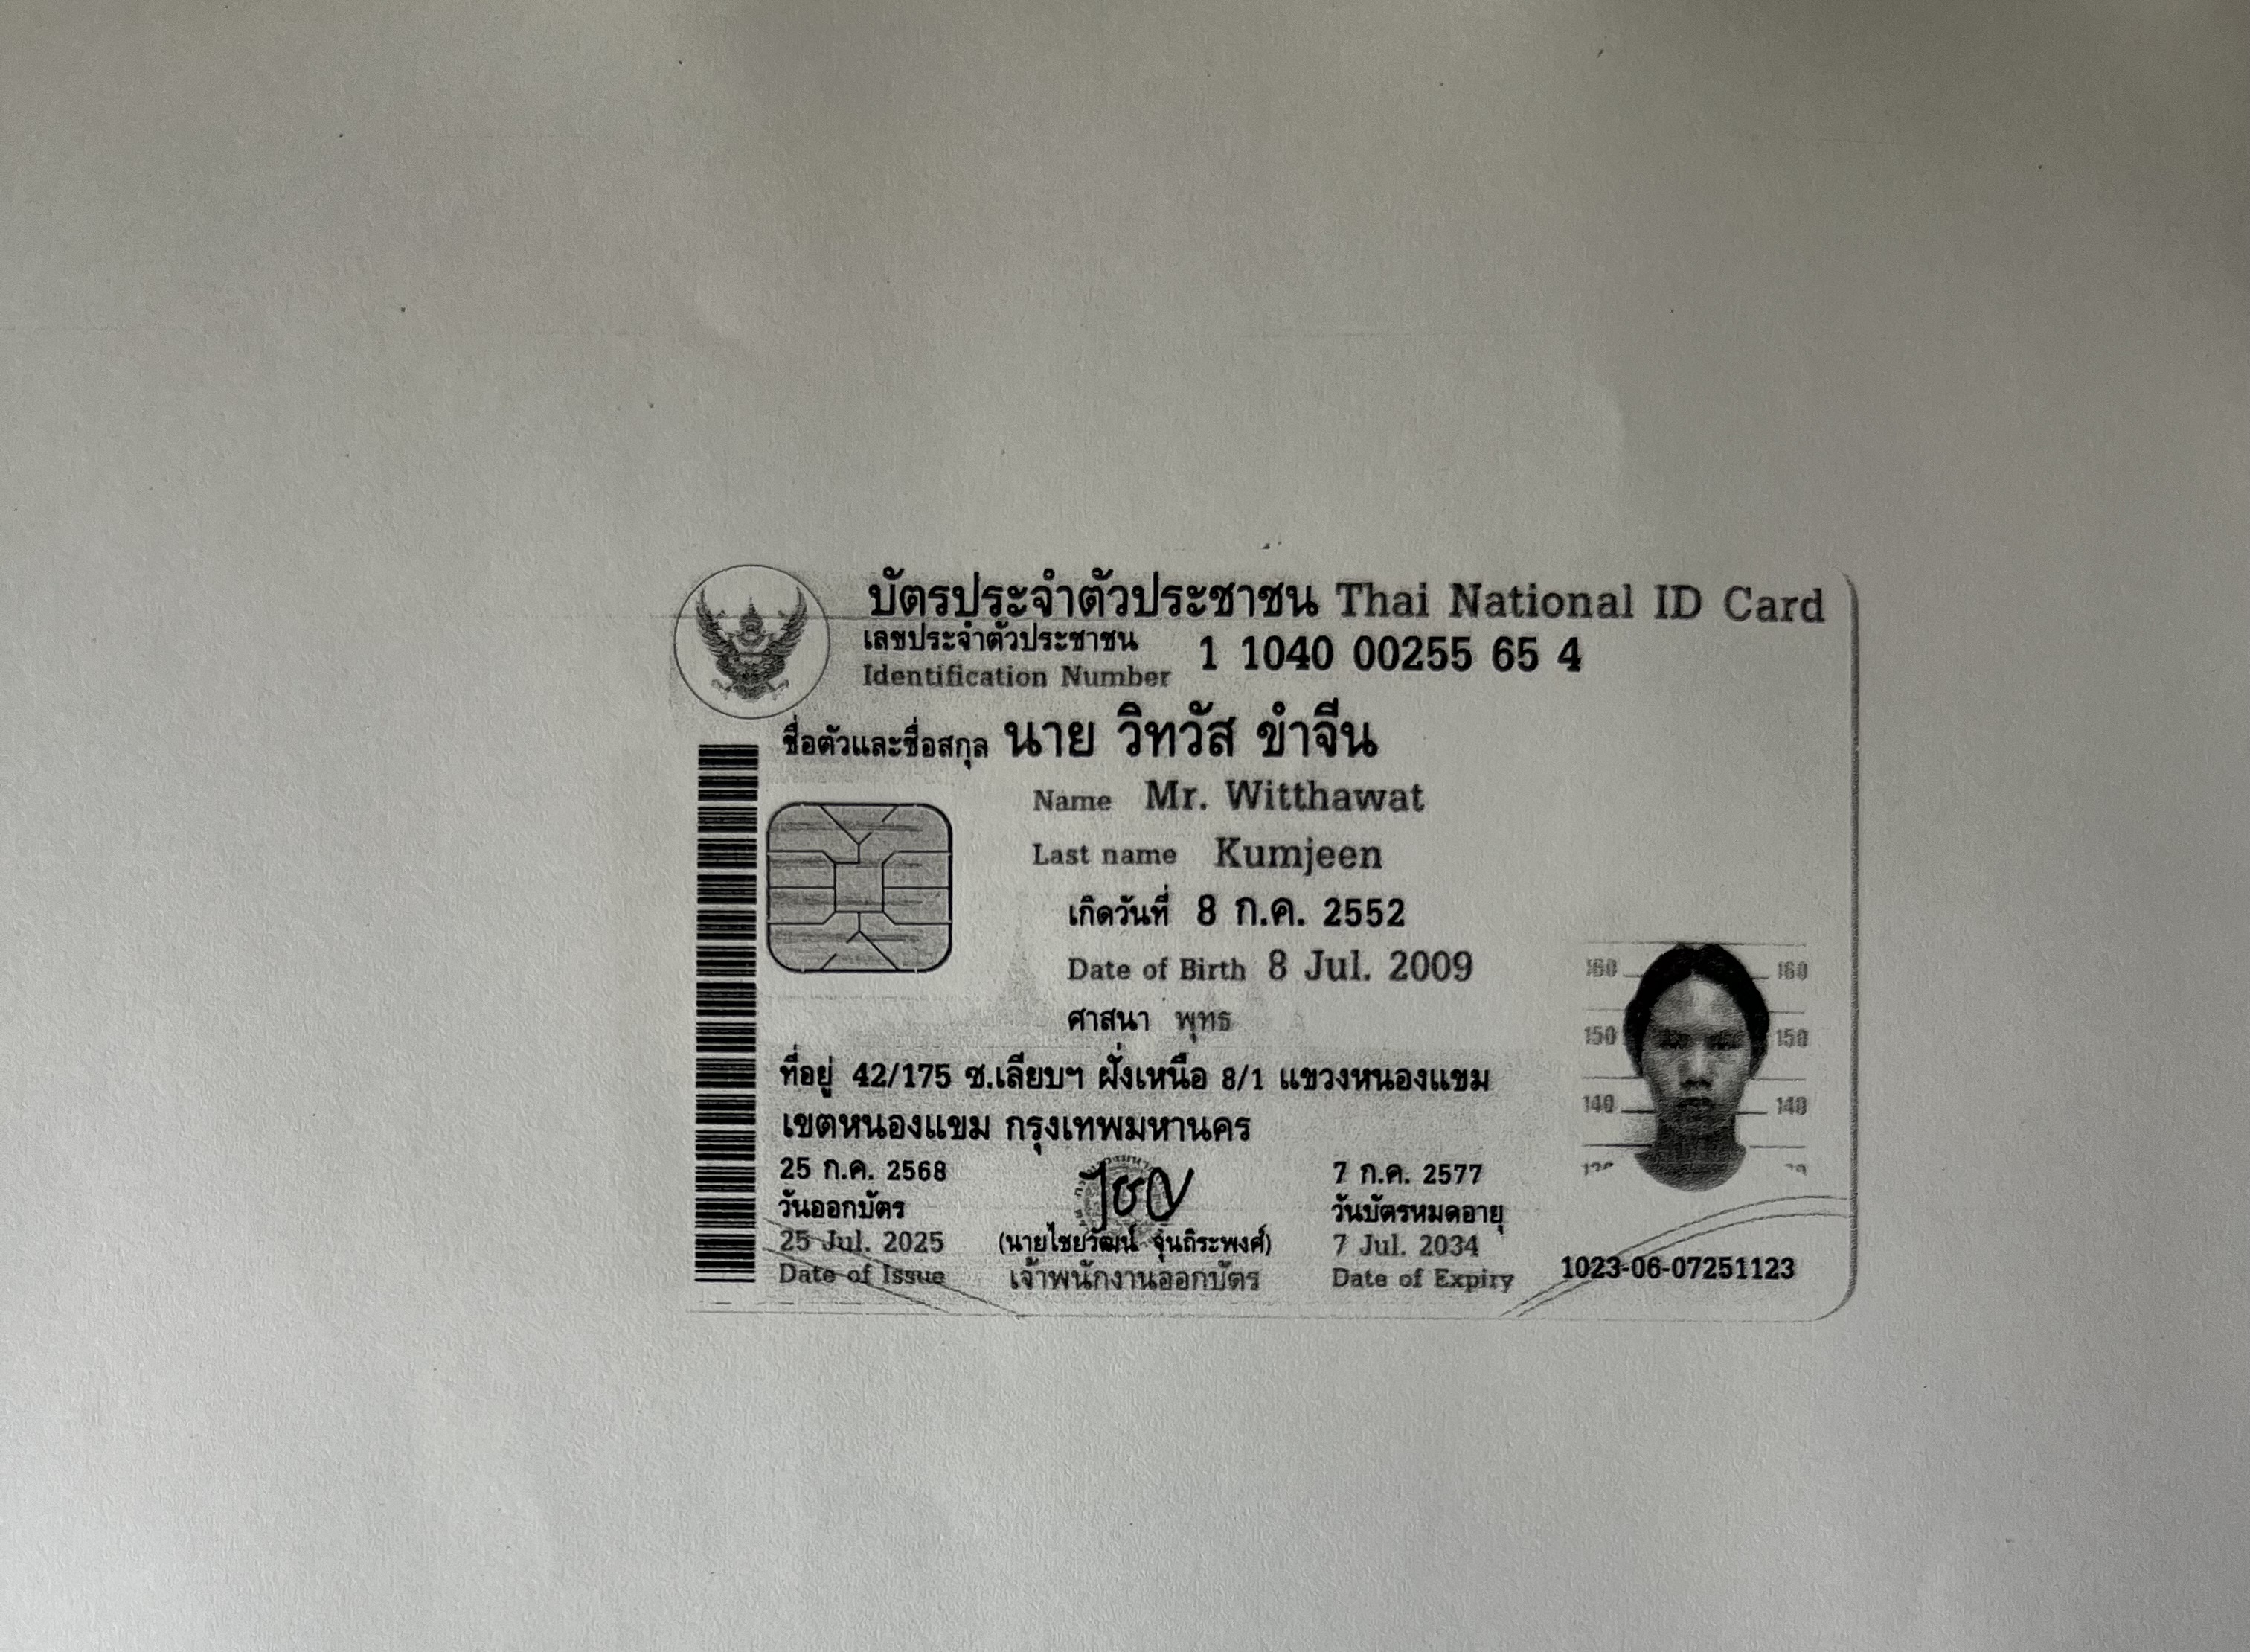 บัตรประจำตัวประชาชน Thai National ID Card
เลขประจำตัวประชาชน
Identification Number 1 1040 00255 65 4
ชื่อตัวและชื่อสกุล นาย วิทวัส ขำจีน
Name Mr. Witthawat
Last name Kumjeen
เกิดวันที่ 8 ก.ค. 2552
Date of Birth 8 Jul. 2009
ศาสนา พุทธ
ที่อยู่ 42/175 ซ.เลียบฯ ฝั่งเหนือ 8/1 แขวงหนองแขม
เขตหนองแขม กรุงเทพมหานคร
160 160
150 150
140 140
25 ก.ค. 2568
วันออกบัตร
25 Jul. 2025
Date of Issue
(นายไชยวัฒน์ จุ่นถิระพงศ์)
เจ้าพนักงานออกบัตร
7 ก.ค. 2577
วันบัตรหมดอายุ
7 Jul. 2034
Date of Expiry
1023-06-07251123